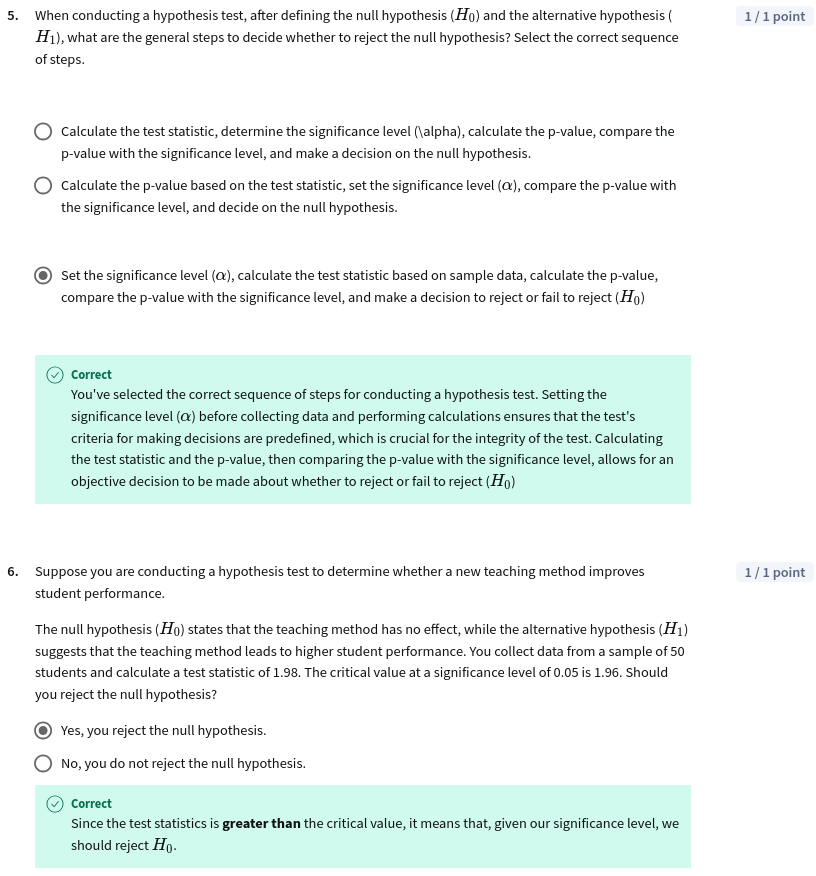 5. When conducting a hypothesis test, after defining the null hypothesis (H₀) and the alternative hypothesis ( 1 / 1 point
H₁), what are the general steps to decide whether to reject the null hypothesis? Select the correct sequence
of steps.
Calculate the test statistic, determine the significance level (\alpha), calculate the p-value, compare the
p-value with the significance level, and make a decision on the null hypothesis.
Calculate the p-value based on the test statistic, set the significance level (α), compare the p-value with
the significance level, and decide on the null hypothesis.
Set the significance level (α), calculate the test statistic based on sample data, calculate the p-value,
compare the p-value with the significance level, and make a decision to reject or fail to reject (H₀)
Correct
You've selected the correct sequence of steps for conducting a hypothesis test. Setting the
significance level (α) before collecting data and performing calculations ensures that the test's
criteria for making decisions are predefined, which is crucial for the integrity of the test. Calculating
the test statistic and the p-value, then comparing the p-value with the significance level, allows for an
objective decision to be made about whether to reject or fail to reject (H₀)
6. Suppose you are conducting a hypothesis test to determine whether a new teaching method improves 1 / 1 point
student performance.
The null hypothesis (H₀) states that the teaching method has no effect, while the alternative hypothesis (H₁)
suggests that the teaching method leads to higher student performance. You collect data from a sample of 50
students and calculate a test statistic of 1.98. The critical value at a significance level of 0.05 is 1.96. Should
you reject the null hypothesis?
Yes, you reject the null hypothesis.
No, you do not reject the null hypothesis.
Correct
Since the test statistics is greater than the critical value, it means that, given our significance level, we
should reject H₀.